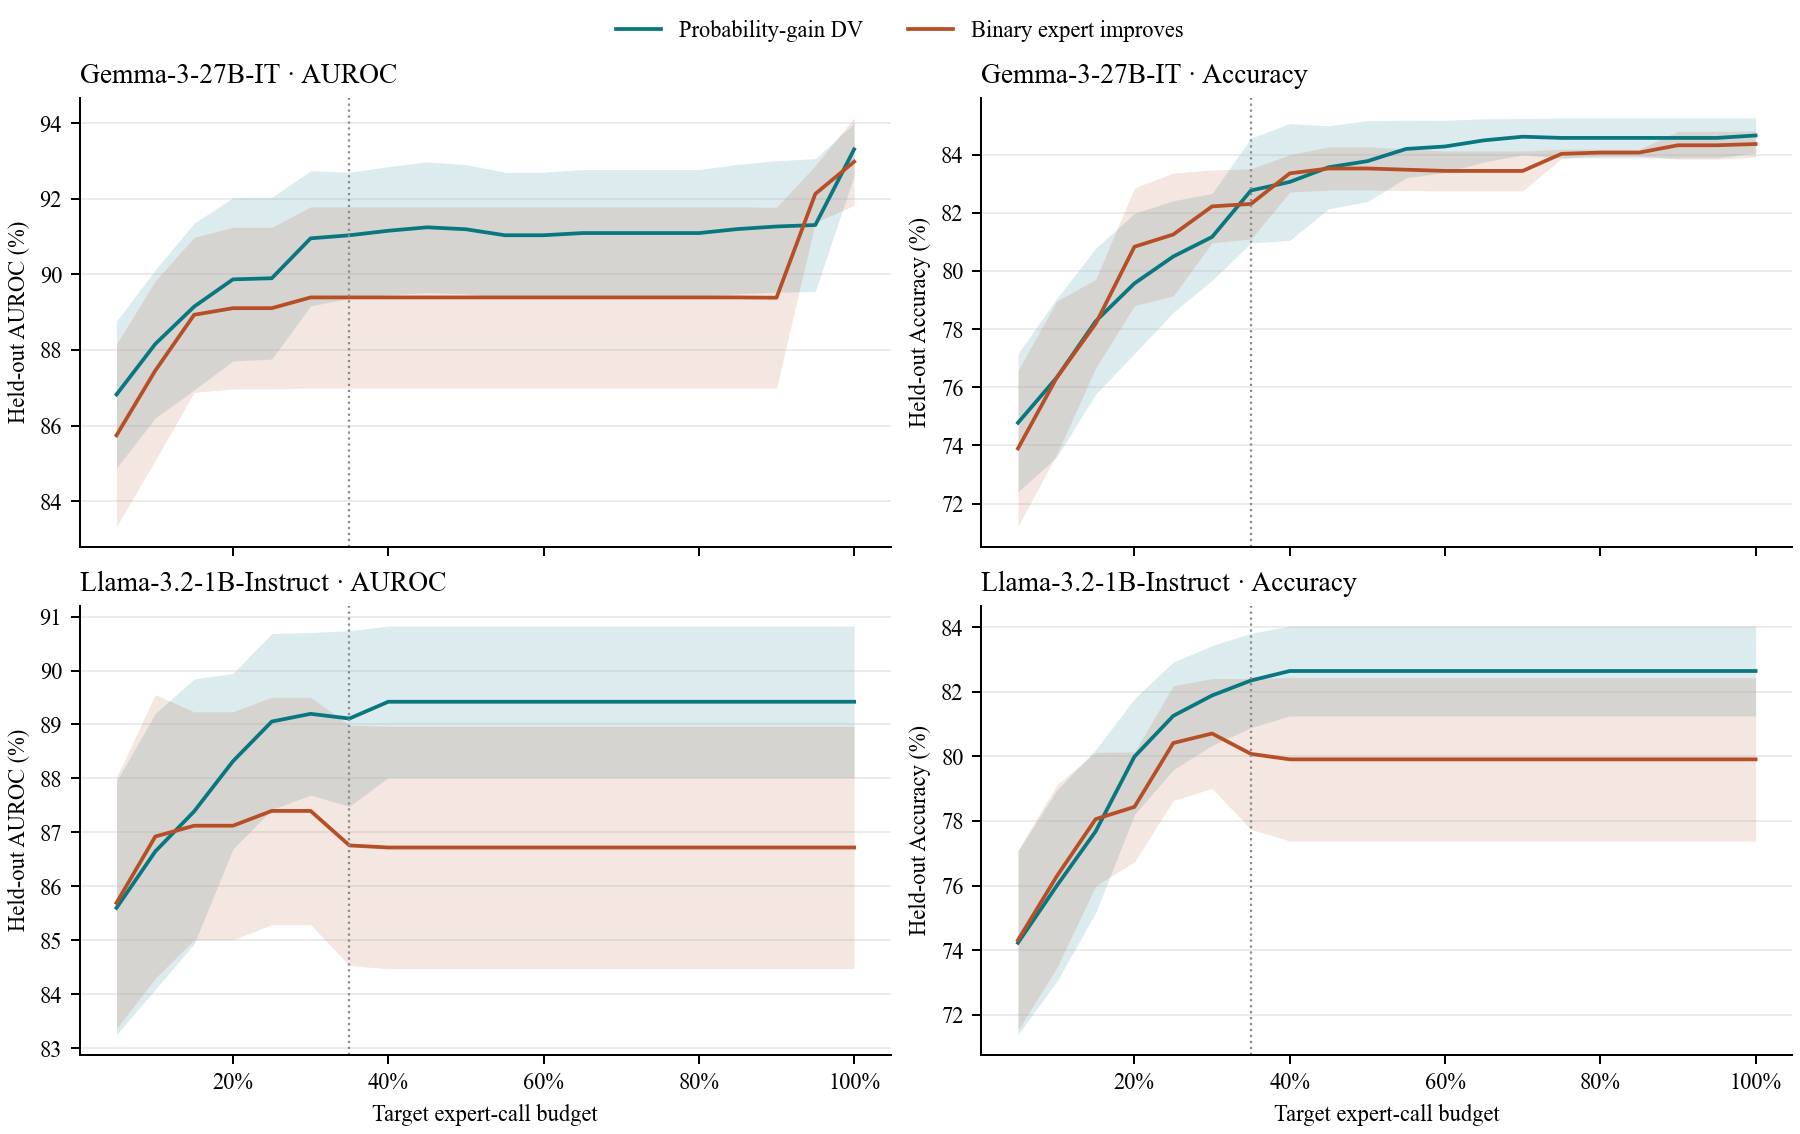 Probability-gain DV
Binary expert improves
Gemma-3-27B-IT · AUROC
Held-out AUROC (%)
94
92
90
88
86
84
Gemma-3-27B-IT · Accuracy
Held-out Accuracy (%)
84
82
80
78
76
74
72
Llama-3.2-1B-Instruct · AUROC
Held-out AUROC (%)
91
90
89
88
87
86
85
84
83
20% 40% 60% 80% 100%
Target expert-call budget
Llama-3.2-1B-Instruct · Accuracy
Held-out Accuracy (%)
84
82
80
78
76
74
72
20% 40% 60% 80% 100%
Target expert-call budget